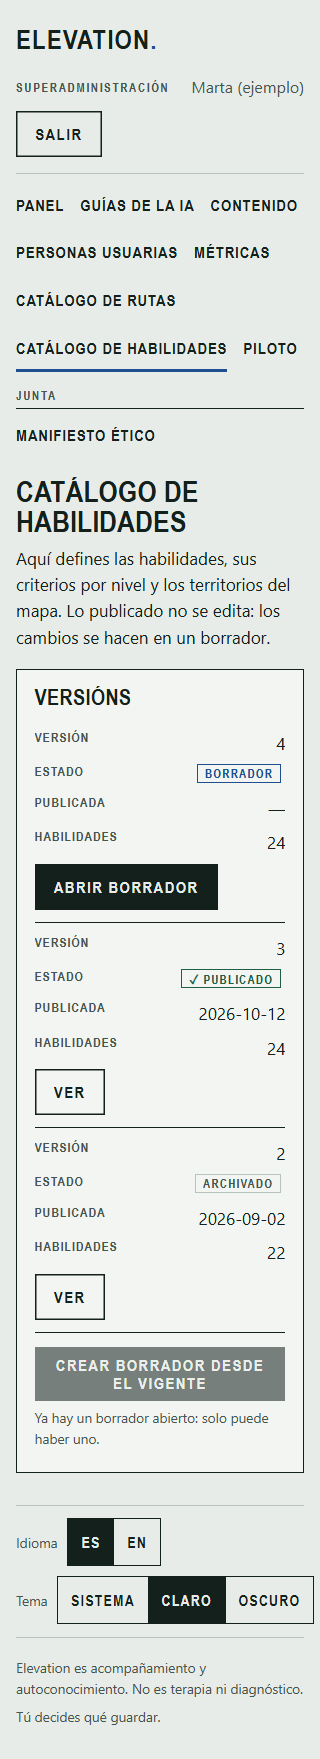 ELEVATION.
SUPERADMINISTRACIÓN Marta (ejemplo)
SALIR
PANEL GUÍAS DE LA IA CONTENIDO
PERSONAS USUARIAS MÉTRICAS
CATÁLOGO DE RUTAS
CATÁLOGO DE HABILIDADES PILOTO
JUNTA
MANIFIESTO ÉTICO
CATÁLOGO DE
HABILIDADES
Aquí defines las habilidades, sus
criterios por nivel y los territorios del
mapa. Lo publicado no se edita: los
cambios se hacen en un borrador.
VERSIÓNS
VERSIÓN 4
ESTADO BORRADOR
PUBLICADA —
HABILIDADES 24
ABRIR BORRADOR
VERSIÓN 3
ESTADO ✓ PUBLICADO
PUBLICADA 2026-10-12
HABILIDADES 24
VER
VERSIÓN 2
ESTADO ARCHIVADO
PUBLICADA 2026-09-02
HABILIDADES 22
VER
CREAR BORRADOR DESDE
EL VIGENTE
Ya hay un borrador abierto: solo puede
haber uno.
Idioma ES EN
Tema SISTEMA CLARO OSCURO
Elevation es acompañamiento y
autoconocimiento. No es terapia ni diagnóstico.
Tú decides qué guardar.